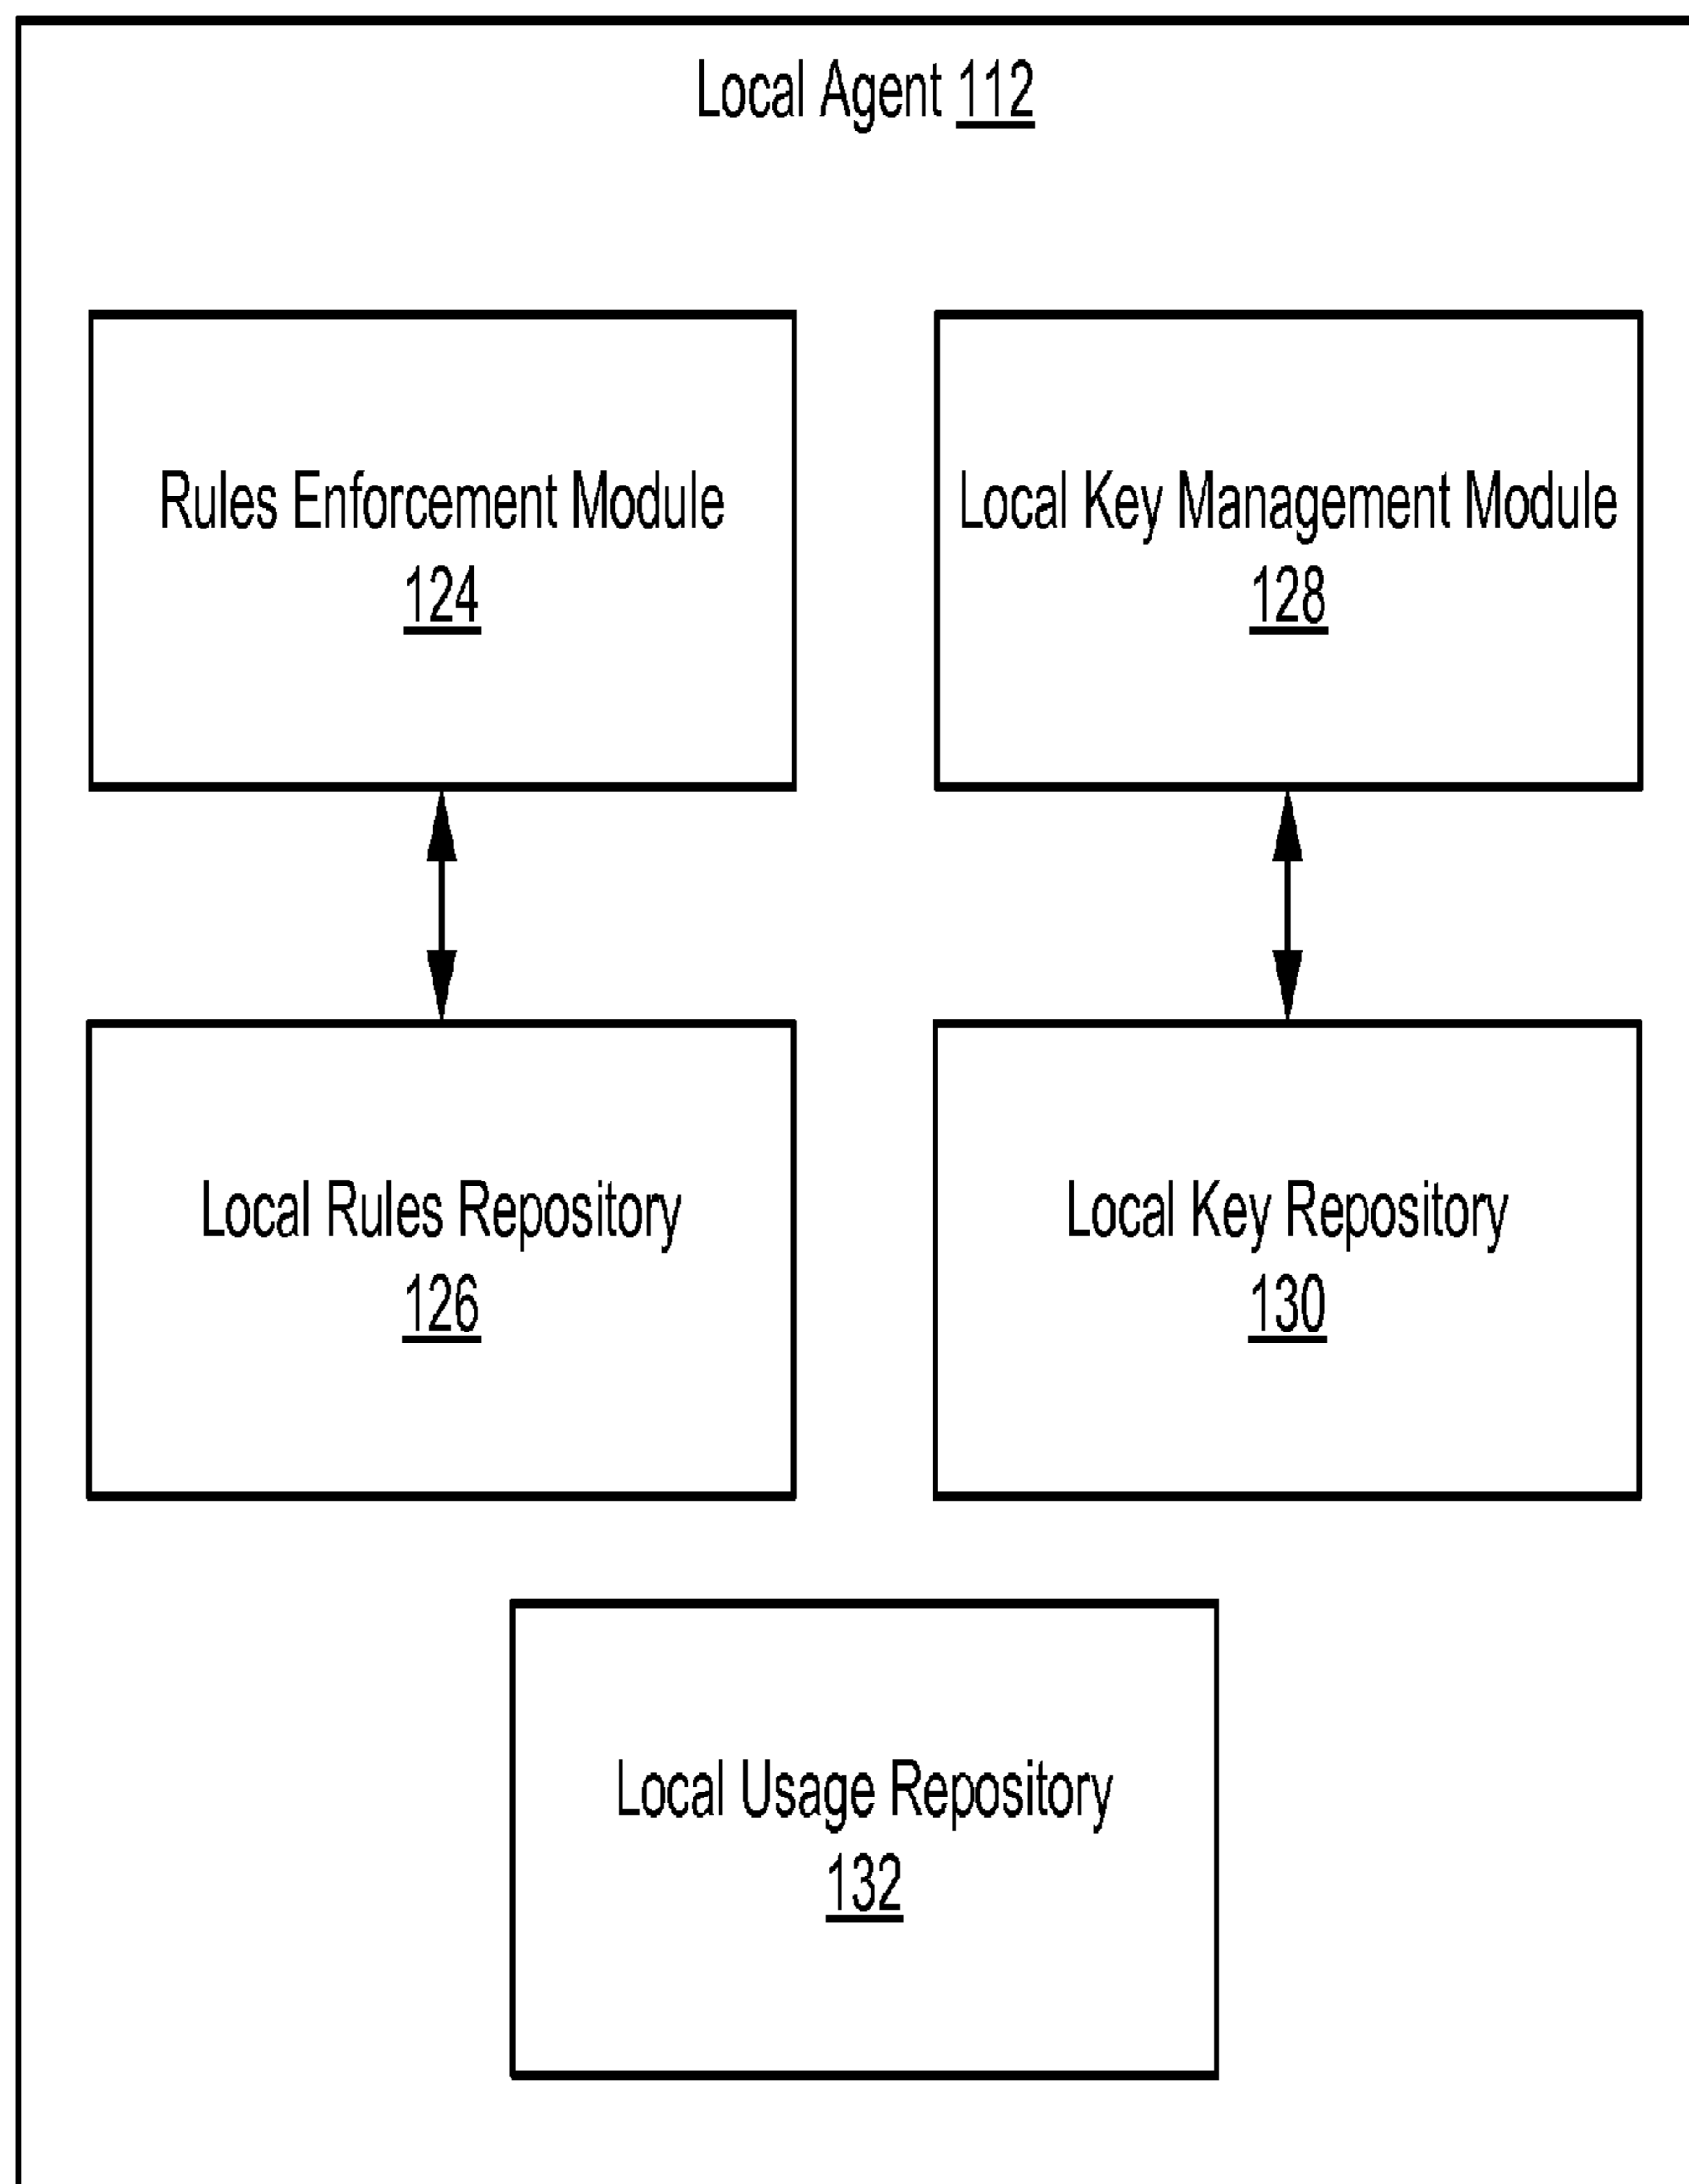 Local Agent 112
Rules Enforcement Module
124
Local Key Management Module
128
Local Rules Repository
126
Local Key Repository
130
Local Usage Repository
132